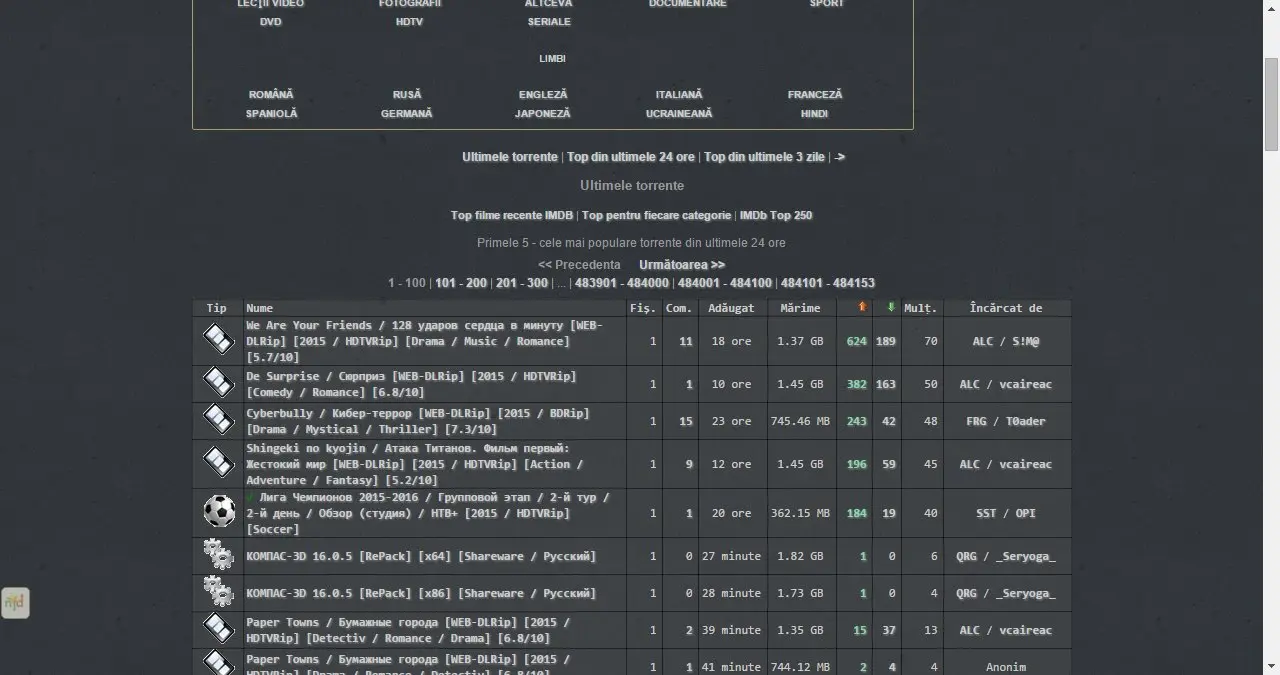 LECŢII VIDEO FOTOGRAFII ALTCEVA DOCUMENTARE SPORT
DVD HDTV SERIALE
LIMBI
ROMÂNĂ RUSĂ ENGLEZĂ ITALIANĂ FRANCEZĂ
SPANIOLĂ GERMANĂ JAPONEZĂ UCRAINEANĂ HINDI
Ultimele torrente | Top din ultimele 24 ore | Top din ultimele 3 zile | ->
Ultimele torrente
Top filme recente IMDB | Top pentru fiecare categorie | IMDb Top 250
Primele 5 - cele mai populare torrente din ultimele 24 ore
<< Precedenta Următoarea >>
1 - 100 | 101 - 200 | 201 - 300 | ... | 483901 - 484000 | 484001 - 484100 | 484101 - 484153
Tip Nume Fiş. Com. Adăugat Mărime Mulţ. Încărcat de
We Are Your Friends / 128 ударов сердца в минуту [WEB-
DLRip] [2015 / HDTVRip] [Drama / Music / Romance] 1 11 18 ore 1.37 GB 624 189 70 ALC / S!M@
[5.7/10]
De Surprise / Сюрприз [WEB-DLRip] [2015 / HDTVRip] 1 1 10 ore 1.45 GB 382 163 50 ALC / vcaireac
[Comedy / Romance] [6.8/10]
Cyberbully / Кибер-террор [WEB-DLRip] [2015 / BDRip] 1 15 23 ore 745.46 MB 243 42 48 FRG / T0ader
[Drama / Mystical / Thriller] [7.3/10]
Shingeki no kyojin / Атака Титанов. Фильм первый:
Жестокий мир [WEB-DLRip] [2015 / HDTVRip] [Action / 1 9 12 ore 1.45 GB 196 59 45 ALC / vcaireac
Adventure / Fantasy] [5.2/10]
Лига Чемпионов 2015-2016 / Групповой этап / 2-й тур /
2-й день / Обзор (студия) / НТВ+ [2015 / HDTVRip] 1 1 20 ore 362.15 MB 184 19 40 SST / OPI
[Soccer]
КОМПАС-3D 16.0.5 [RePack] [x64] [Shareware / Русский] 1 0 27 minute 1.82 GB 1 0 6 QRG / _Seryoga_
КОМПАС-3D 16.0.5 [RePack] [x86] [Shareware / Русский] 1 0 28 minute 1.73 GB 1 0 4 QRG / _Seryoga_
Paper Towns / Бумажные города [WEB-DLRip] [2015 / 1 2 39 minute 1.35 GB 15 37 13 ALC / vcaireac
HDTVRip] [Detectiv / Romance / Drama] [6.8/10]
Paper Towns / Бумажные города [WEB-DLRip] [2015 / 1 1 41 minute 744.12 MB 2 4 4 Anonim
HDTVRip] [Drama / Romance / Detectiv] [6.8/10]